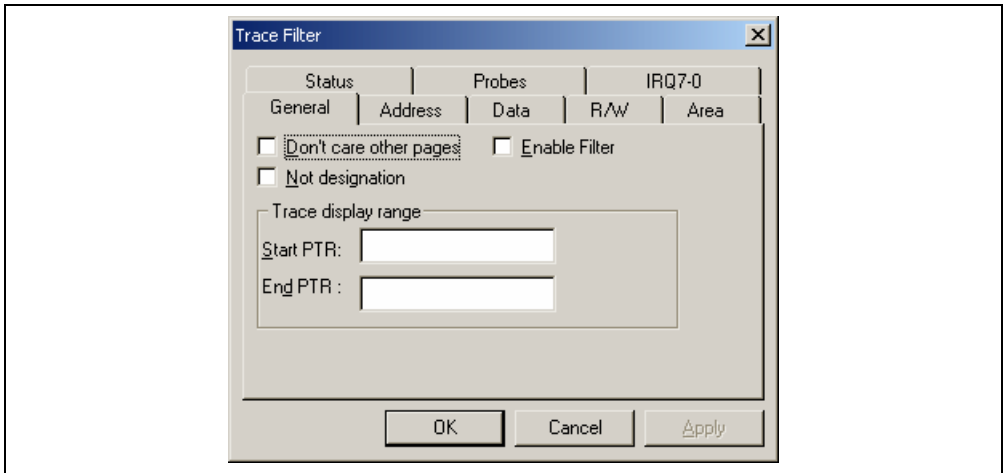 Trace Filter
Status Probes IRQ7-0
General Address Data R/W Area
Don't care other pages Enable Filter
Not designation
Trace display range
Start PTR:
End PTR :
OK Cancel Apply